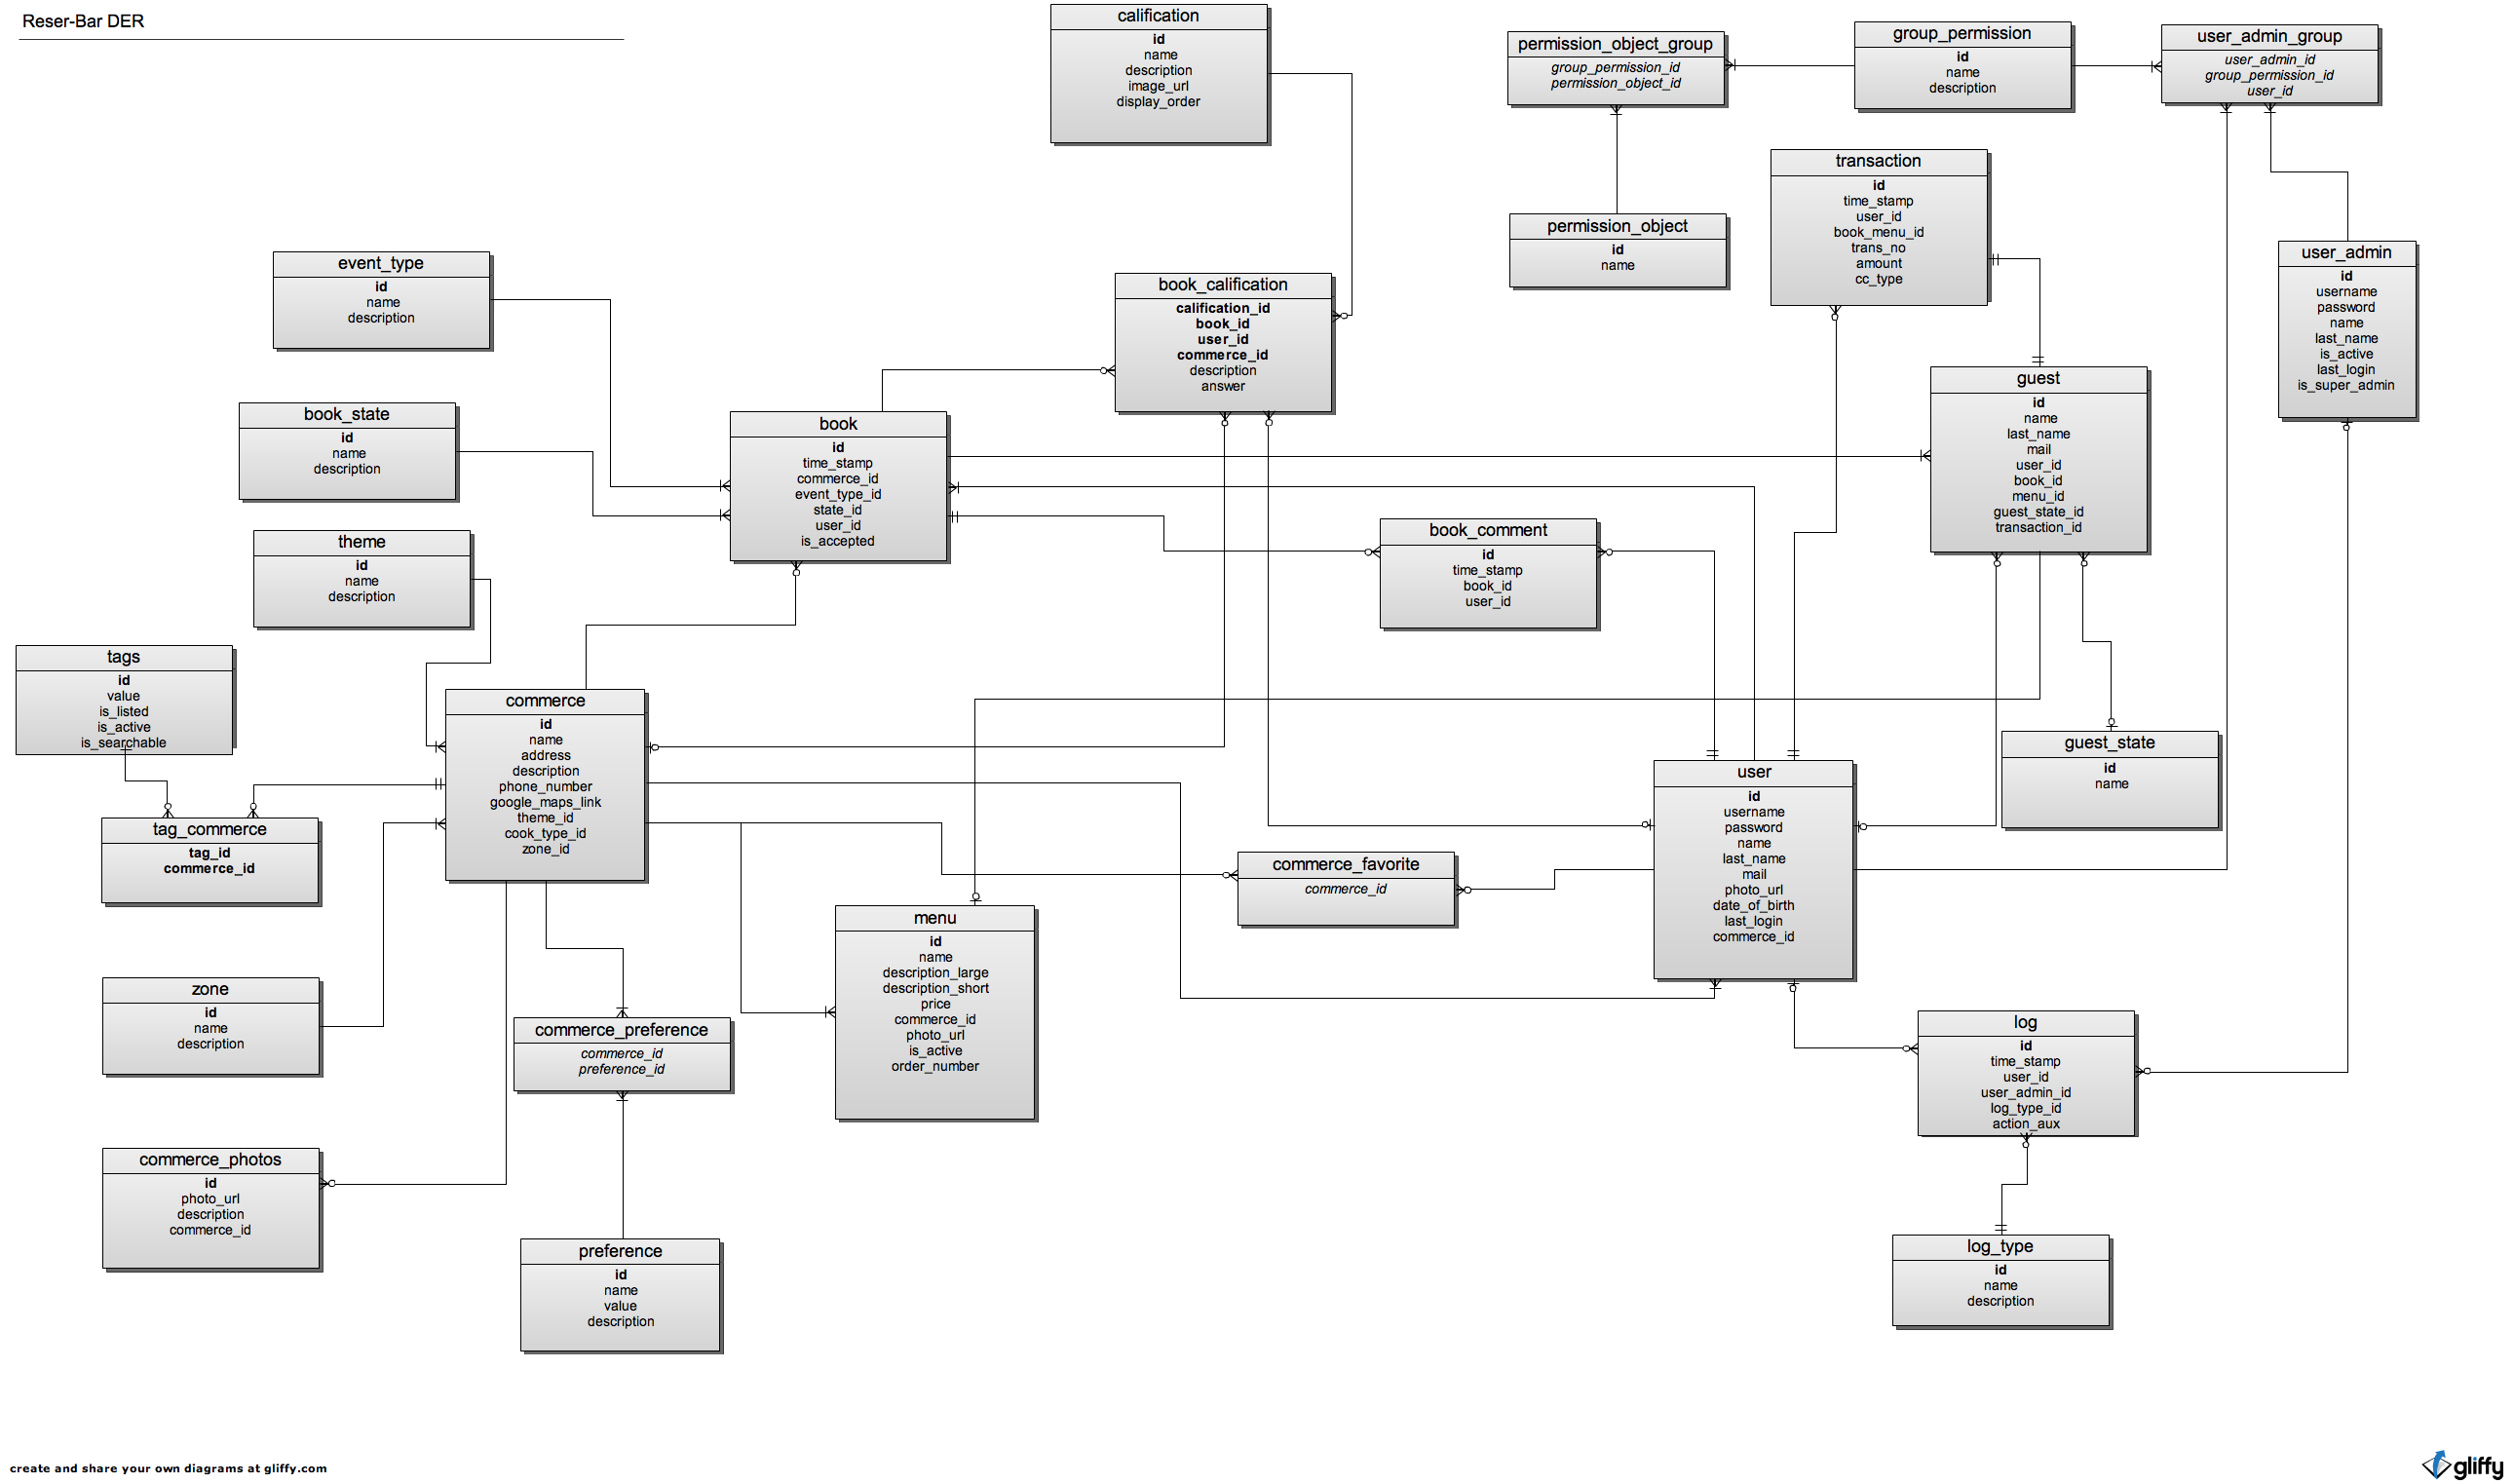 Reser-Bar DER
calification
id
name
description
image_url
display_order
permission_object_group
group_permission_id
permission_object_id
group_permission
id
name
description
user_admin_group
user_admin_id
group_permission_id
user_id
transaction
id
time_stamp
user_id
book_menu_id
trans_no
amount
cc_type
permission_object
id
name
user_admin
id
username
password
name
last_name
is_active
last_login
is_super_admin
event_type
id
name
description
book_calification
calification_id
book_id
user_id
commerce_id
description
answer
guest
id
name
last_name
mail
user_id
book_id
menu_id
guest_state_id
transaction_id
book_state
id
name
description
book
id
time_stamp
commerce_id
event_type_id
state_id
user_id
is_accepted
book_comment
id
time_stamp
book_id
user_id
theme
id
name
description
tags
id
value
is_listed
is_active
is_searchable
commerce
id
name
address
description
phone_number
google_maps_link
theme_id
cook_type_id
zone_id
guest_state
id
name
user
id
username
password
name
last_name
mail
photo_url
date_of_birth
last_login
commerce_id
tag_commerce
tag_id
commerce_id
commerce_favorite
commerce_id
menu
id
name
description_large
description_short
price
commerce_id
photo_url
is_active
order_number
zone
id
name
description
commerce_preference
commerce_id
preference_id
log
id
time_stamp
user_id
user_admin_id
log_type_id
action_aux
commerce_photos
id
photo_url
description
commerce_id
preference
id
name
value
description
log_type
id
name
description
create and share your own diagrams at gliffy.com
gliffy